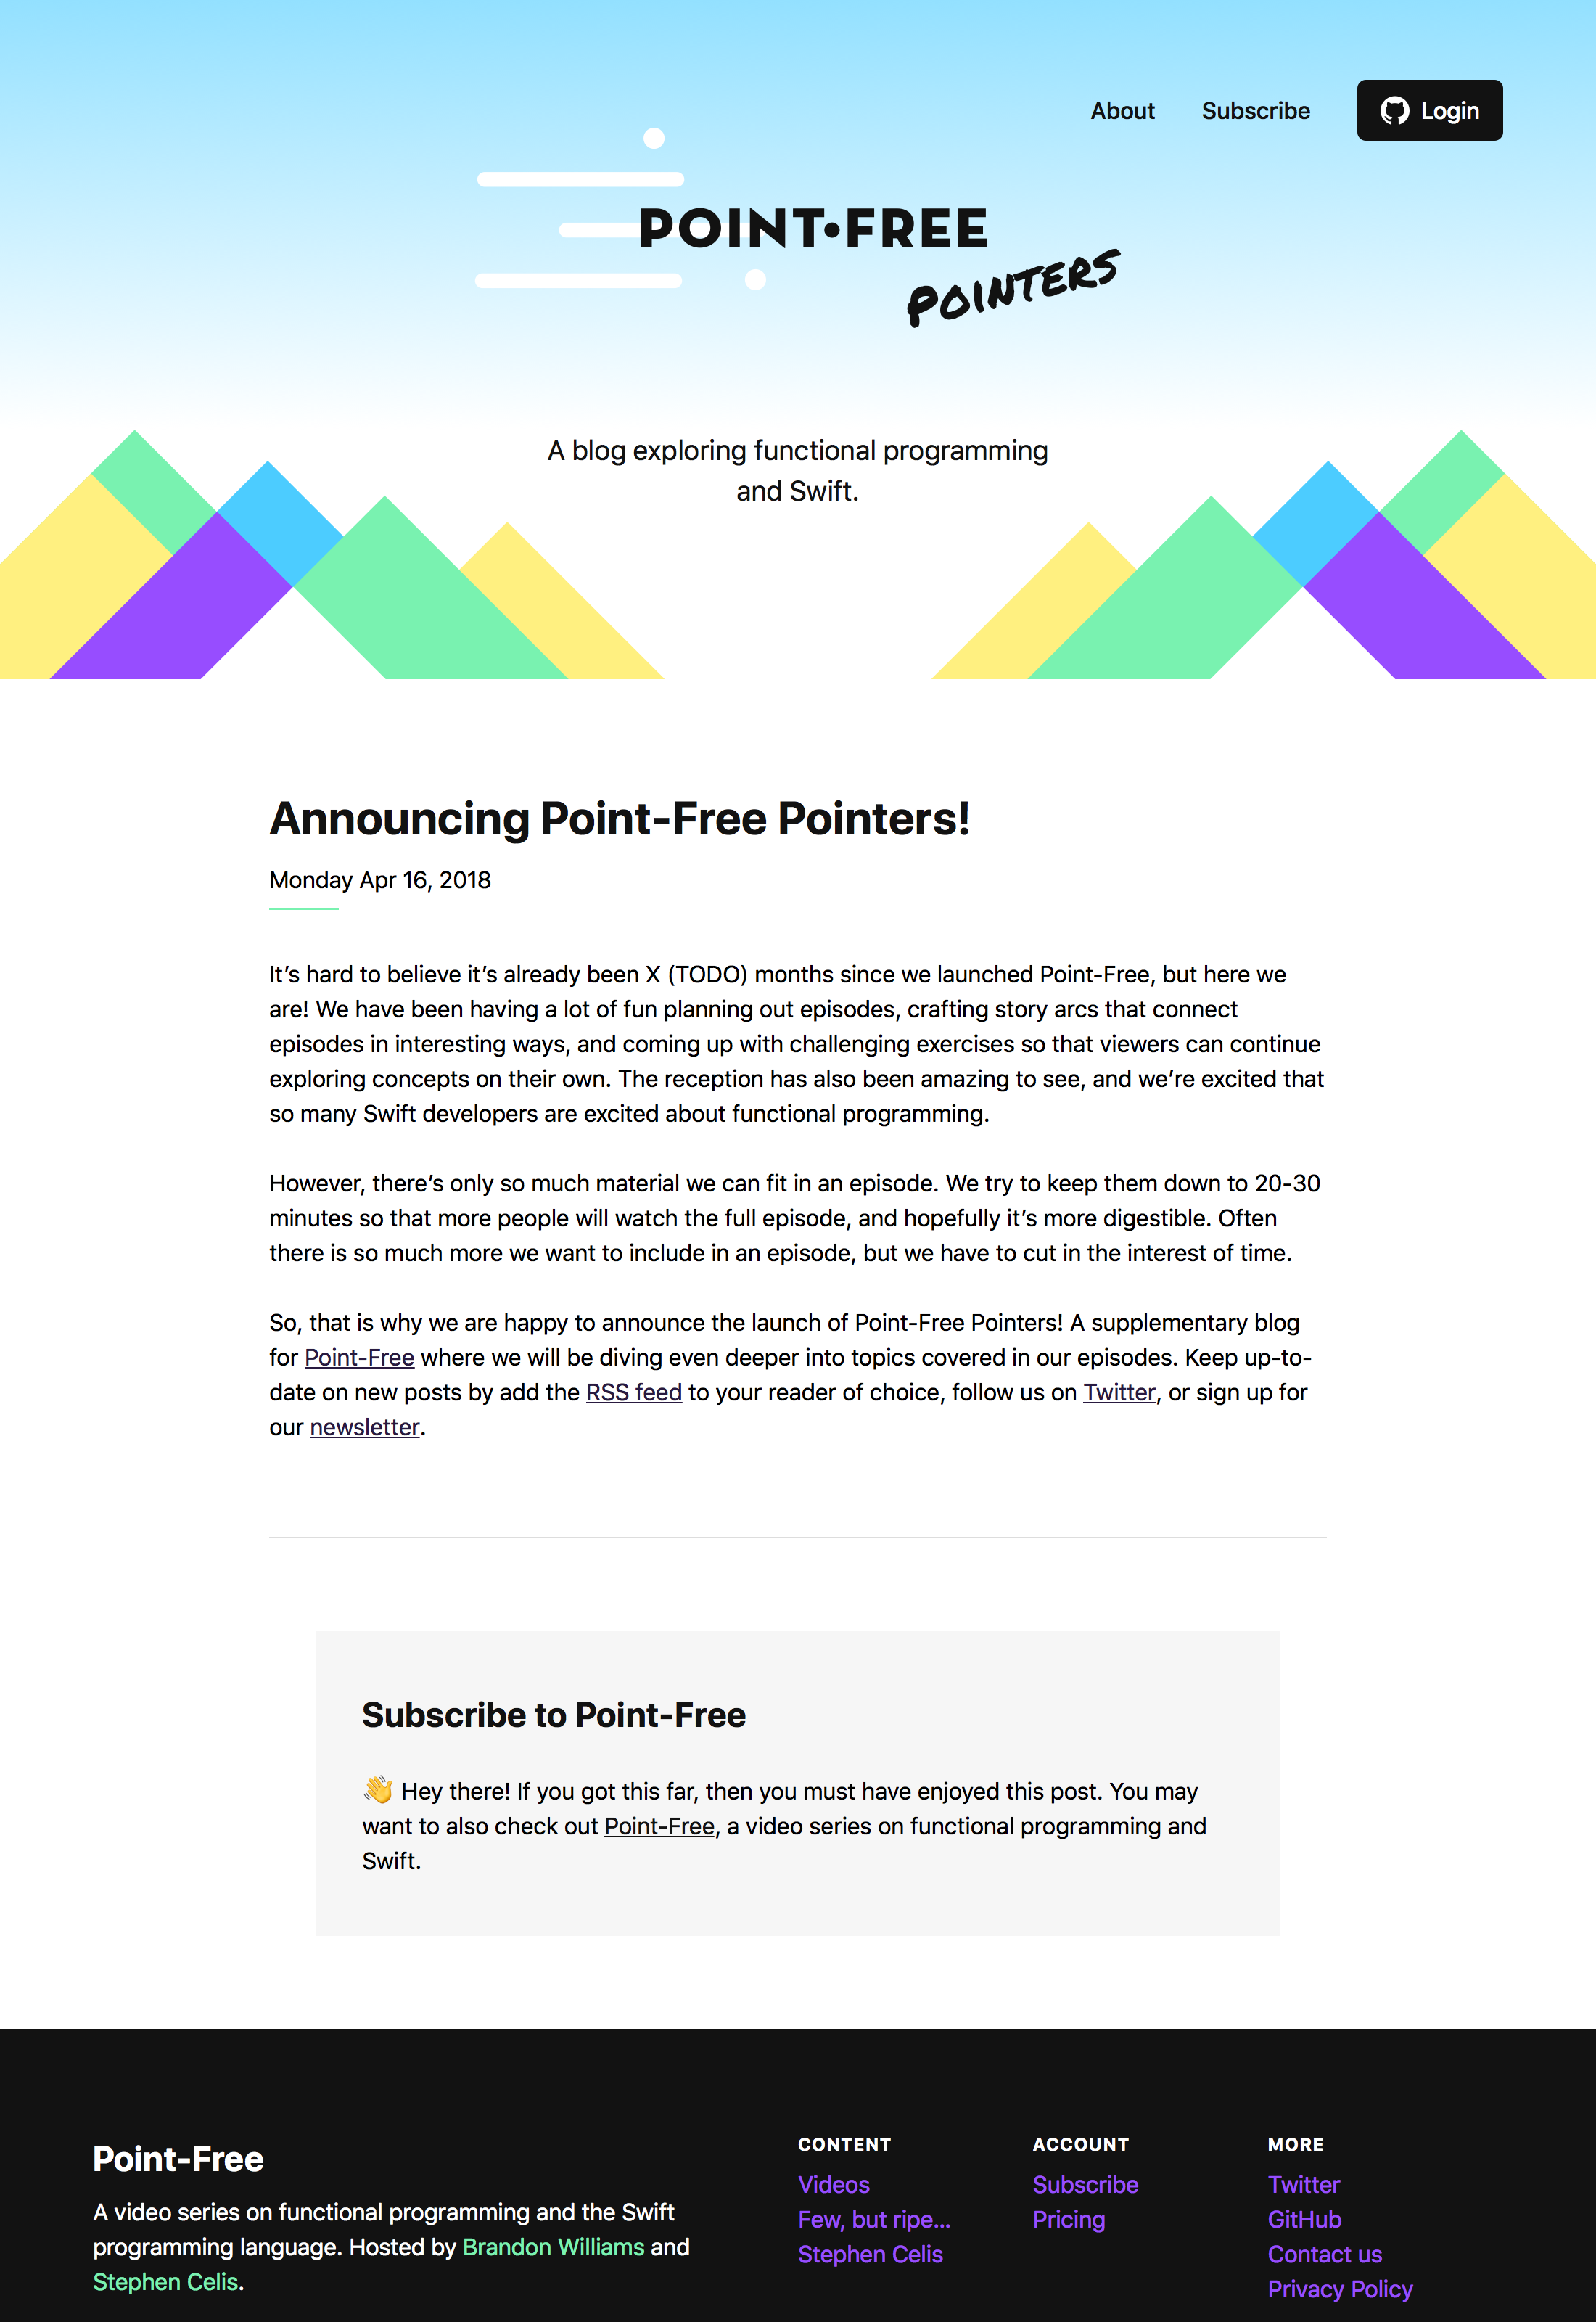 About Subscribe Login
POINT•FREE
POINTERS
A blog exploring functional programming
and Swift.
Announcing Point-Free Pointers!
Monday Apr 16, 2018
It’s hard to believe it’s already been X (TODO) months since we launched Point-Free, but here we
are! We have been having a lot of fun planning out episodes, crafting story arcs that connect
episodes in interesting ways, and coming up with challenging exercises so that viewers can continue
exploring concepts on their own. The reception has also been amazing to see, and we’re excited that
so many Swift developers are excited about functional programming.
However, there’s only so much material we can fit in an episode. We try to keep them down to 20-30
minutes so that more people will watch the full episode, and hopefully it’s more digestible. Often
there is so much more we want to include in an episode, but we have to cut in the interest of time.
So, that is why we are happy to announce the launch of Point-Free Pointers! A supplementary blog
for Point-Free where we will be diving even deeper into topics covered in our episodes. Keep up-to-
date on new posts by add the RSS feed to your reader of choice, follow us on Twitter, or sign up for
our newsletter.
Subscribe to Point-Free
👋 Hey there! If you got this far, then you must have enjoyed this post. You may
want to also check out Point-Free, a video series on functional programming and
Swift.
Point-Free
A video series on functional programming and the Swift
programming language. Hosted by Brandon Williams and
Stephen Celis.
CONTENT
Videos
Few, but ripe...
Stephen Celis
ACCOUNT
Subscribe
Pricing
MORE
Twitter
GitHub
Contact us
Privacy Policy